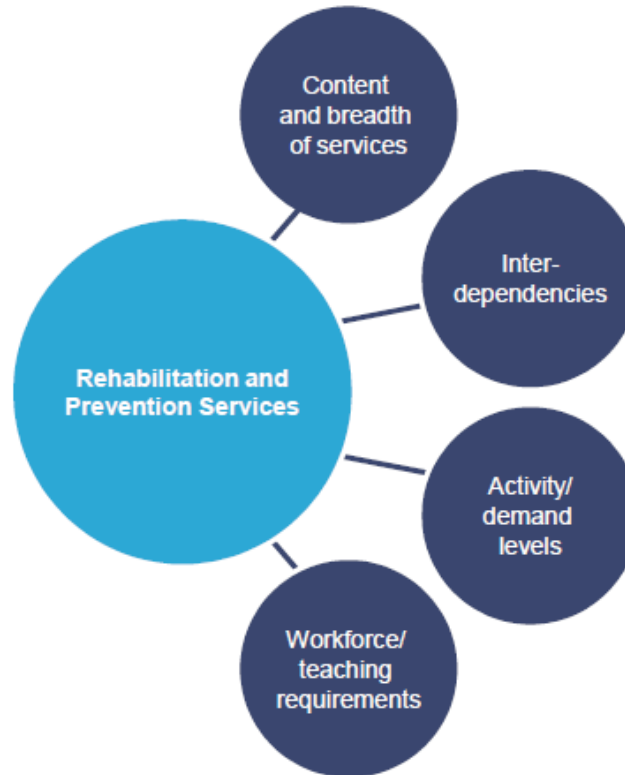 Content
and breadth
of services
Inter-
dependencies
Rehabilitation and
Prevention Services
Activity/
demand
levels
Workforce/
teaching
requirements